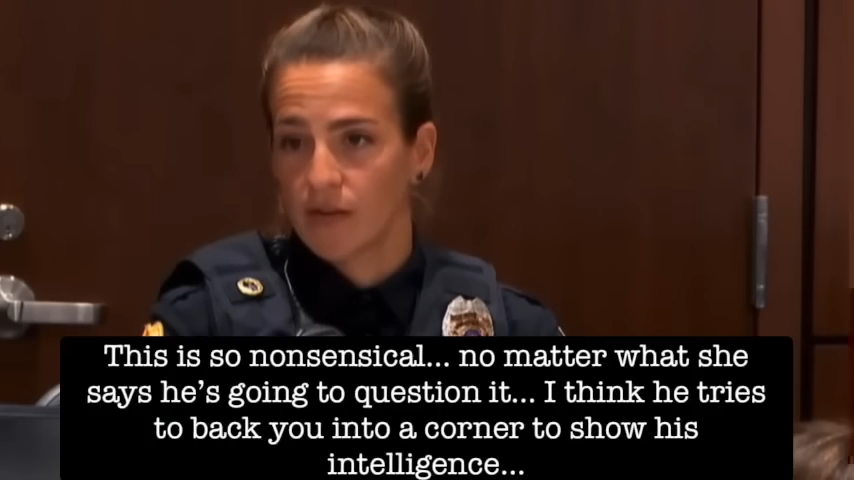 This is so nonsensical... no matter what she
says he's going to question it... I think he tries
to back you into a corner to show his
intelligence...